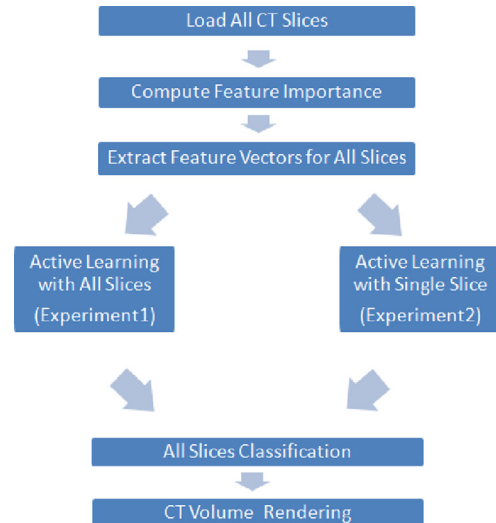 Load All CT Slices
Compute Feature Importance
Extract Feature Vectors for All Slices
Active Learning
with All Slices
(Experiment1)
Active Learning
with Single Slice
(Experiment2)
All Slices Classification
CT Volume Rendering